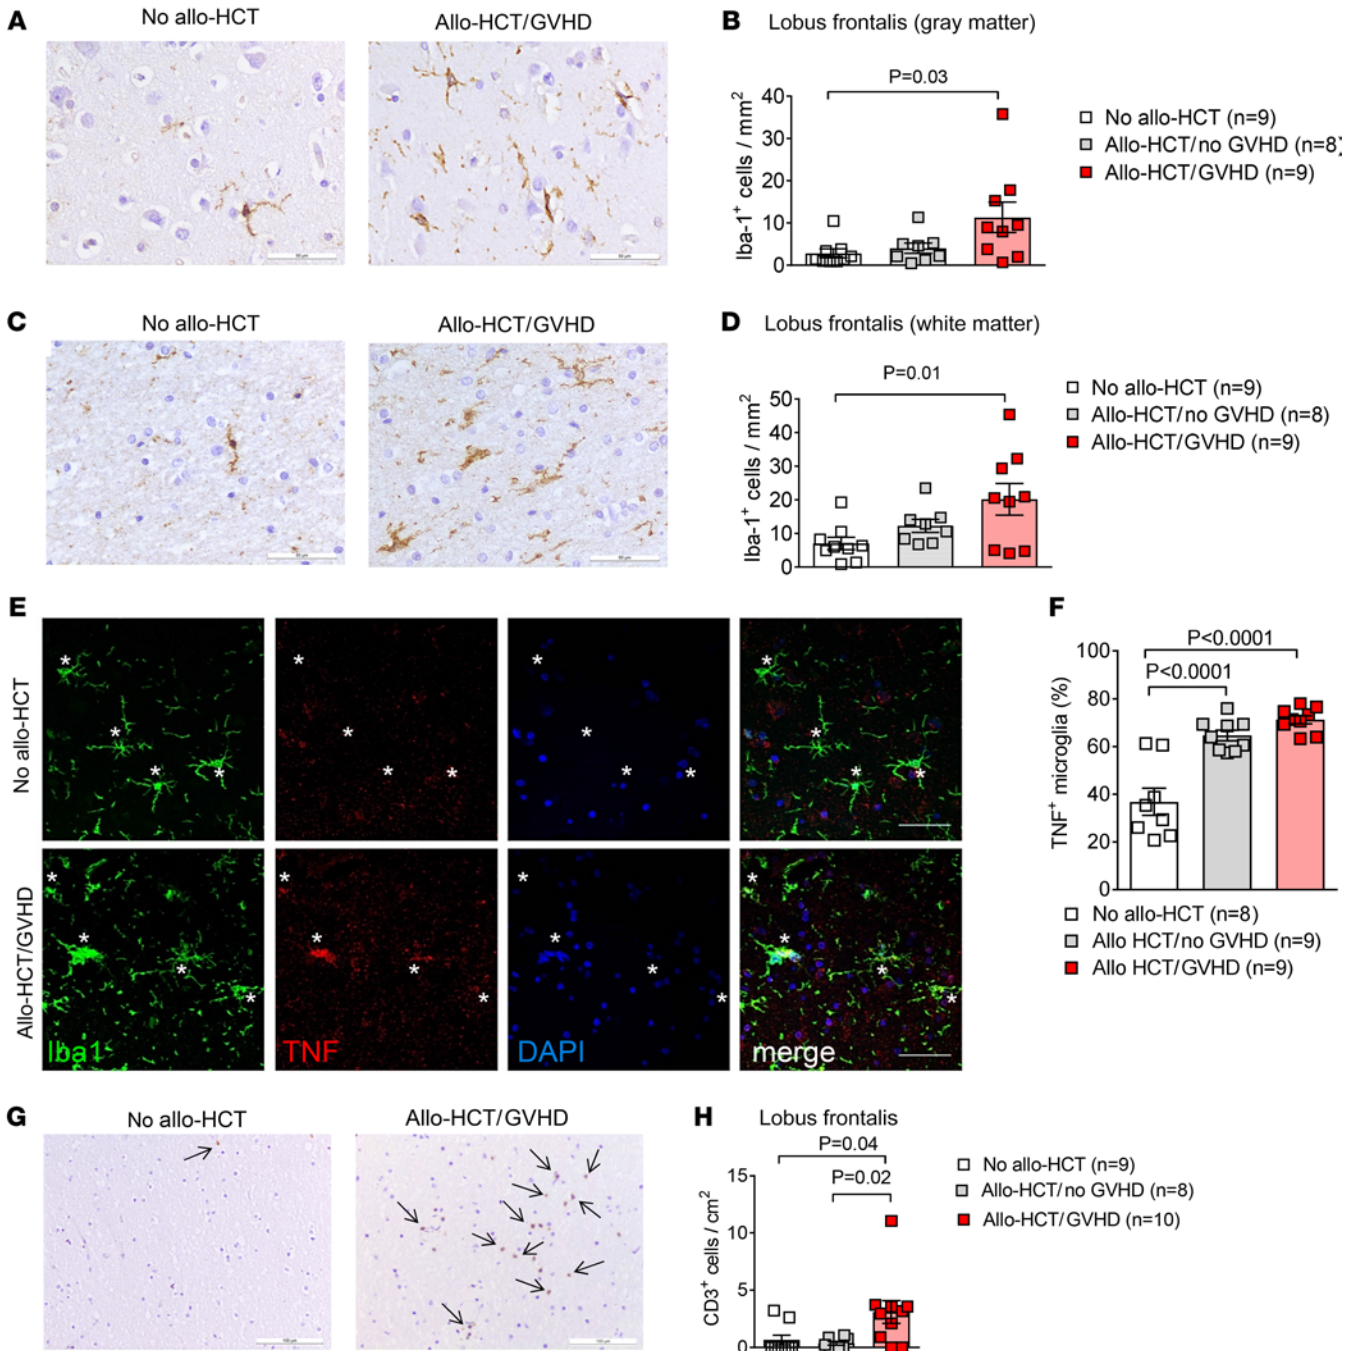 A
No allo-HCT
Allo-HCT/GVHD
B
Lobus frontalis (gray matter)
P=0.03
Iba-1⁺ cells / mm²
40
30
20
10
0
No allo-HCT (n=9)
Allo-HCT/no GVHD (n=8)
Allo-HCT/GVHD (n=9)
C
No allo-HCT
Allo-HCT/GVHD
D
Lobus frontalis (white matter)
P=0.01
Iba-1⁺ cells / mm²
50
40
30
20
10
0
No allo-HCT (n=9)
Allo-HCT/no GVHD (n=8)
Allo-HCT/GVHD (n=9)
E
No allo-HCT
Allo-HCT/GVHD
Iba1
TNF
DAPI
merge
F
P<0.0001
P<0.0001
TNF⁺ microglia (%)
100
80
60
40
20
0
No allo-HCT (n=8)
Allo HCT/no GVHD (n=9)
Allo HCT/GVHD (n=9)
G
No allo-HCT
Allo-HCT/GVHD
H
Lobus frontalis
P=0.04
P=0.02
CD3⁺ cells / cm²
15
10
5
0
No allo-HCT (n=9)
Allo-HCT/no GVHD (n=8)
Allo-HCT/GVHD (n=10)